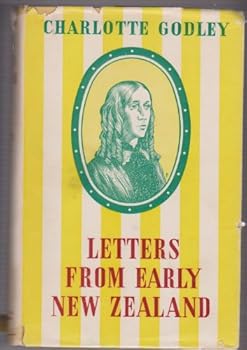 CHARLOTTE GODLEY
LETTERS
FROM EARLY
NEW ZEALAND